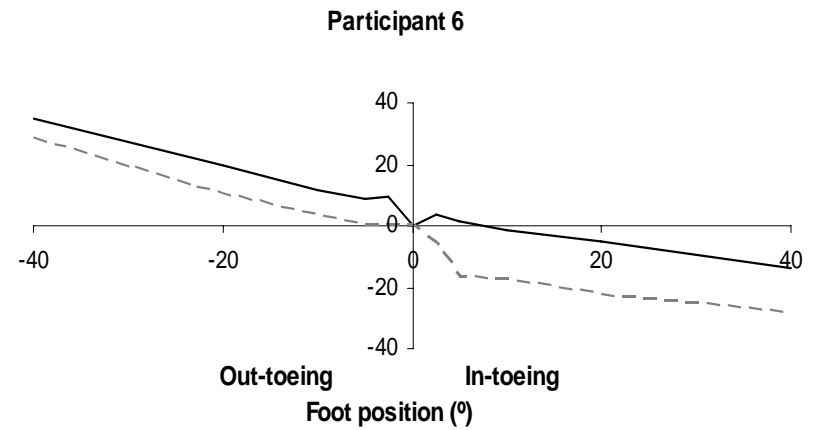 Participant 6
40
20
0
-40 -20 0 20 40
-20
-40
Out-toeing In-toeing
Foot position (º)